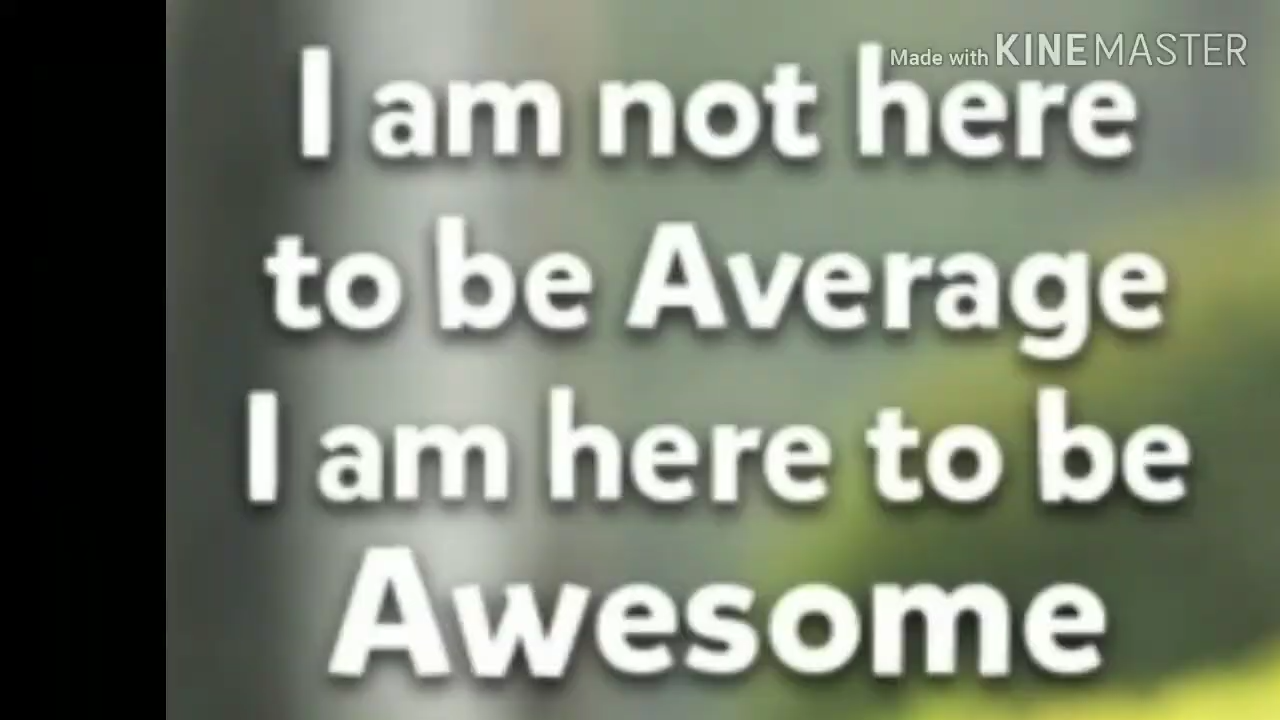 Made with KINEMASTER
I am not here
to be Average
I am here to be
Awesome